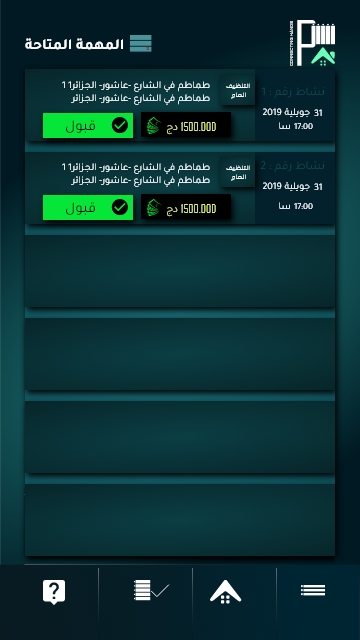 CONNECTING HANDS
المهمة المتاحة
نشاط رقم : 1
31 جويلية 2019
17:00 سا
التنظيف
العام
طماطم في الشارع -عاشور- الجزائر1 1
طماطم في الشارع -عاشور- الجزائر
1500.000 دج
قبول
نشاط رقم : 2
31 جويلية 2019
17:00 سا
التنظيف
العام
طماطم في الشارع -عاشور- الجزائر1 1
طماطم في الشارع -عاشور- الجزائر
1500.000 دج
قبول